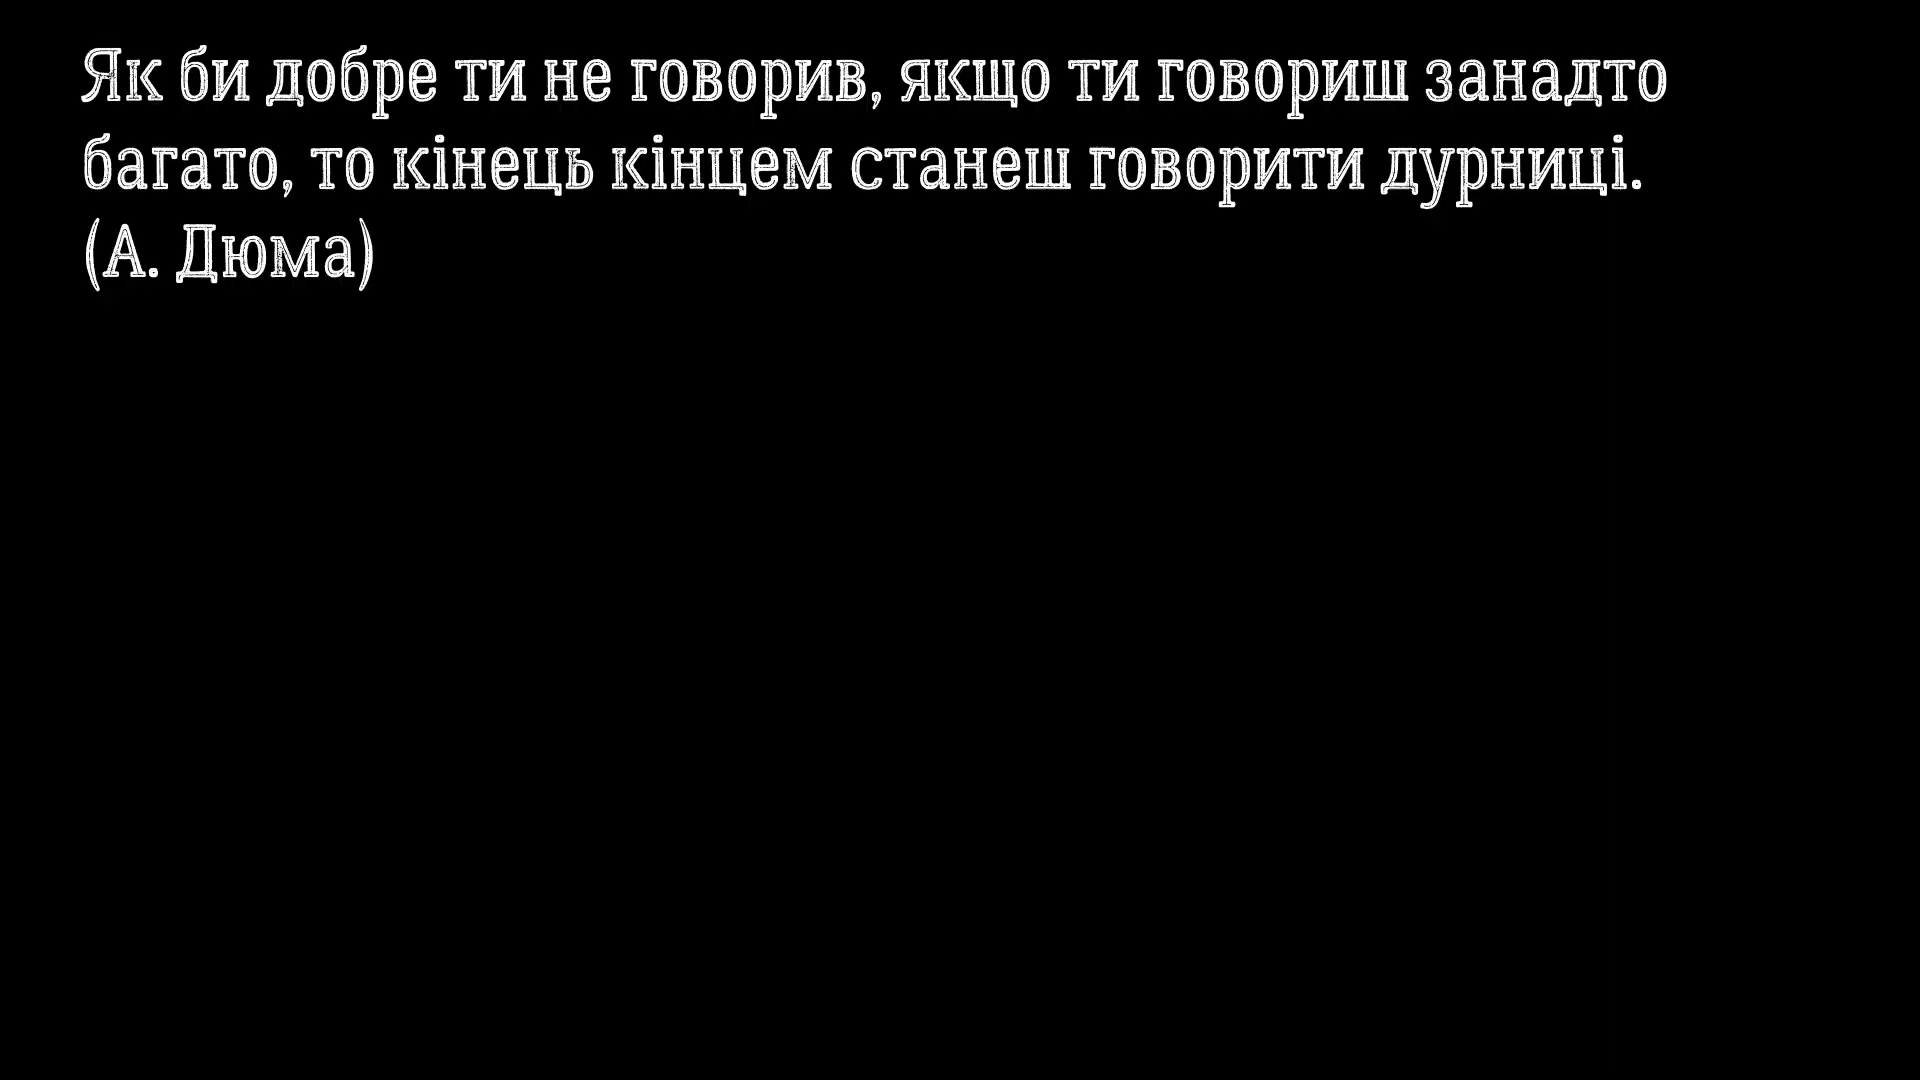 Як би добре ти не говорив, якщо ти говориш занадто
багато, то кінець кінцем станеш говорити дурниці.
(А. Дюма)